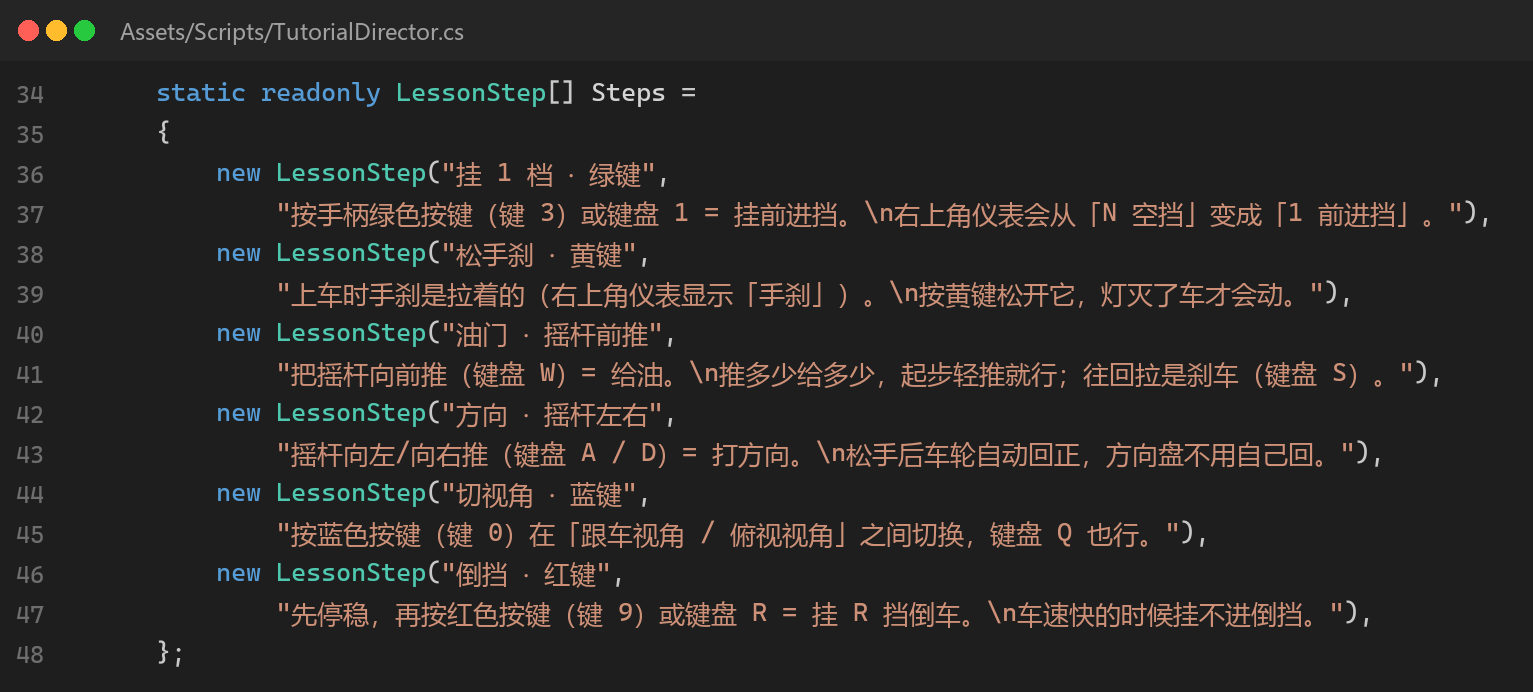 Assets/Scripts/TutorialDirector.cs
34 static readonly LessonStep[] Steps =
35 {
36 new LessonStep("挂 1 档 · 绿键",
37 "按手柄绿色按键（键 3）或键盘 1 = 挂前进挡。\n右上角仪表会从「N 空挡」变成「1 前进挡」。"),
38 new LessonStep("松手刹 · 黄键",
39 "上车时手刹是拉着的（右上角仪表显示「手刹」）。\n按黄键松开它，灯灭了车才会动。"),
40 new LessonStep("油门 · 摇杆前推",
41 "把摇杆向前推（键盘 W）= 给油。\n推多少给多少，起步轻推就行；往回拉是刹车（键盘 S）。"),
42 new LessonStep("方向 · 摇杆左右",
43 "摇杆向左/向右推（键盘 A / D）= 打方向。\n松手后车轮自动回正，方向盘不用自己回。"),
44 new LessonStep("切视角 · 蓝键",
45 "按蓝色按键（键 0）在「跟车视角 / 俯视视角」之间切换，键盘 Q 也行。"),
46 new LessonStep("倒挡 · 红键",
47 "先停稳，再按红色按键（键 9）或键盘 R = 挂 R 挡倒车。\n车速快的时候挂不进倒挡。"),
48 };